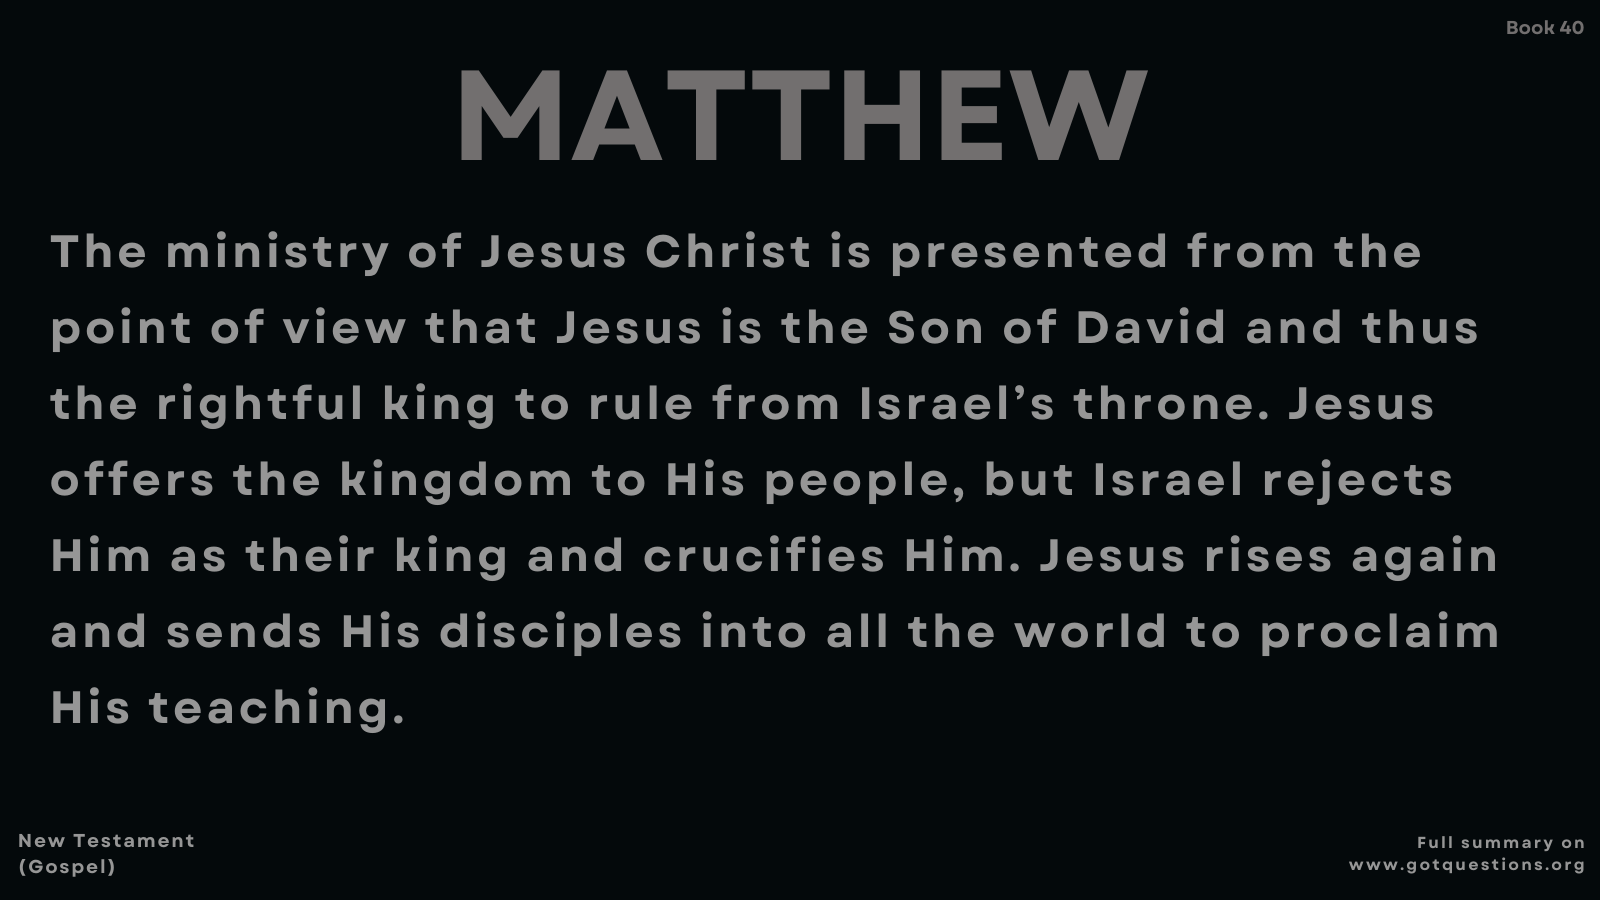 Book 40
MATTHEW
The ministry of Jesus Christ is presented from the
point of view that Jesus is the Son of David and thus
the rightful king to rule from Israel’s throne. Jesus
offers the kingdom to His people, but Israel rejects
Him as their king and crucifies Him. Jesus rises again
and sends His disciples into all the world to proclaim
His teaching.
New Testament
(Gospel)
Full summary on
www.gotquestions.org